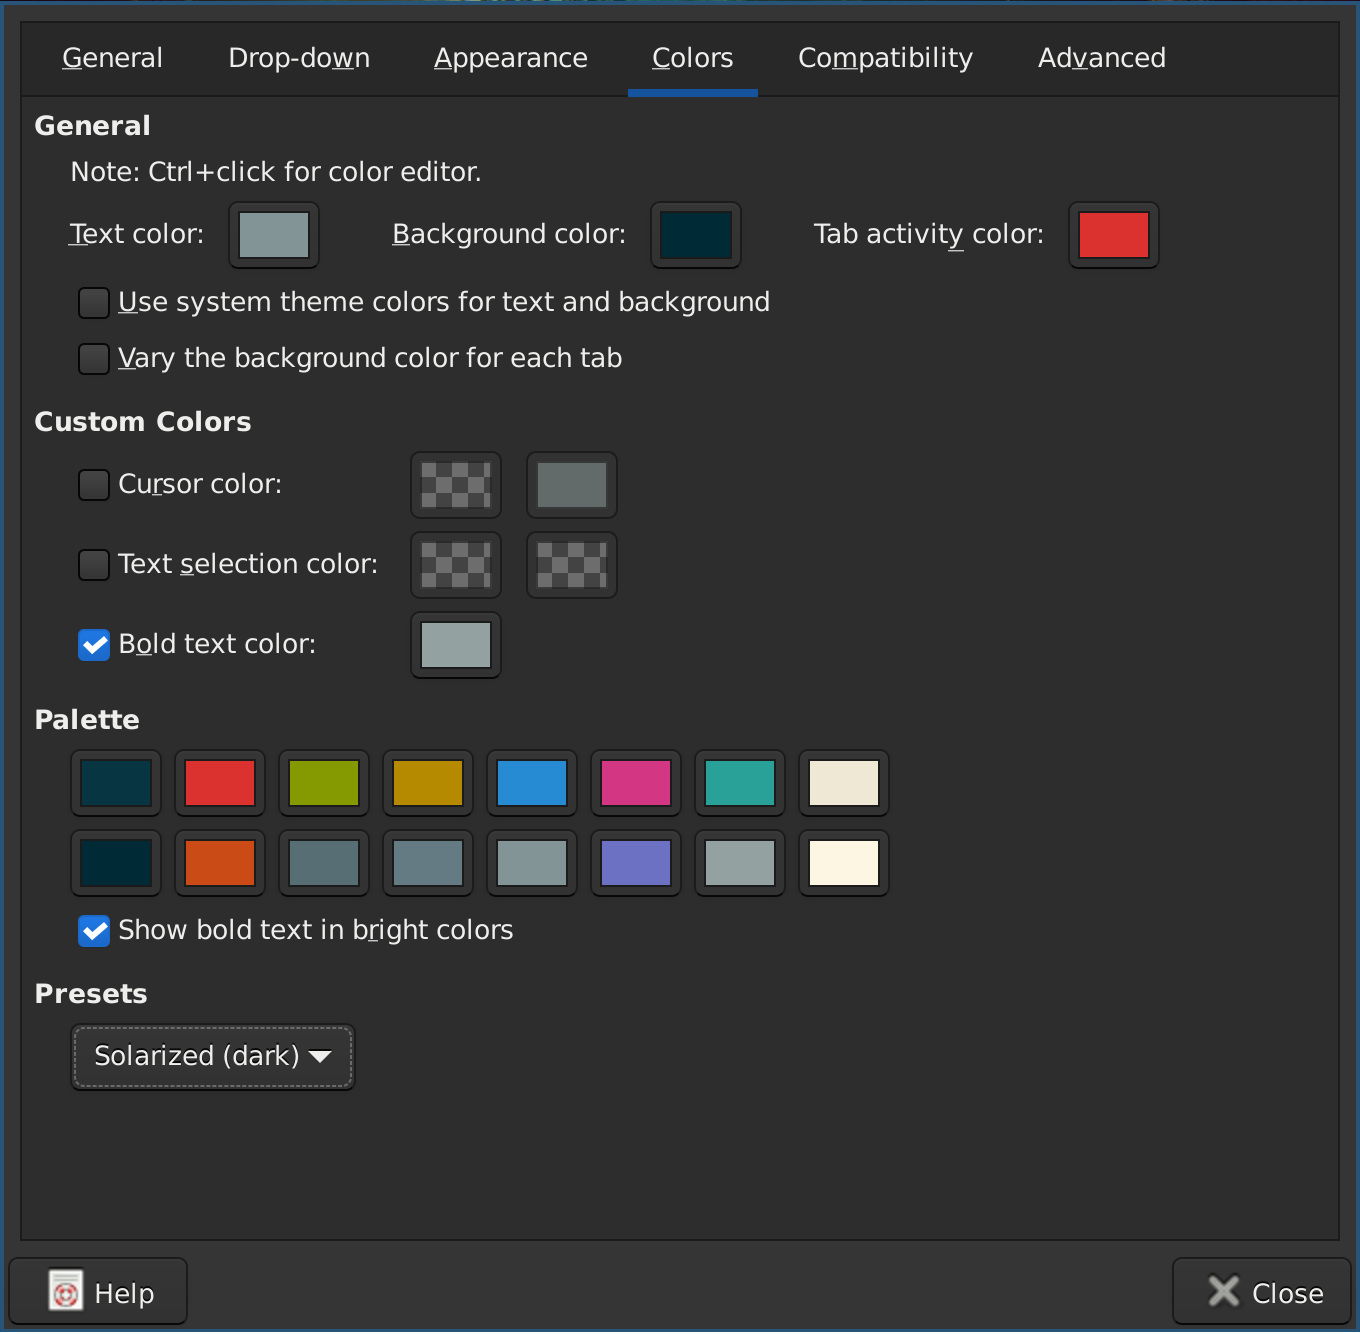 General Drop-down Appearance Colors Compatibility Advanced
General
Note: Ctrl+click for color editor.
Text color: Background color: Tab activity color:
Use system theme colors for text and background
Vary the background color for each tab
Custom Colors
Cursor color:
Text selection color:
Bold text color:
Palette
Show bold text in bright colors
Presets
Solarized (dark)
Help Close